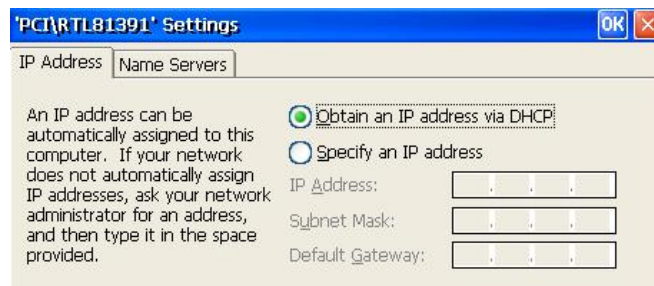 'PCI\RTL81391' Settings
OK
IP Address
Name Servers
An IP address can be
automatically assigned to this
computer. If your network
does not automatically assign
IP addresses, ask your network
administrator for an address,
and then type it in the space
provided.
Obtain an IP address via DHCP
Specify an IP address
IP Address:
Subnet Mask:
Default Gateway: